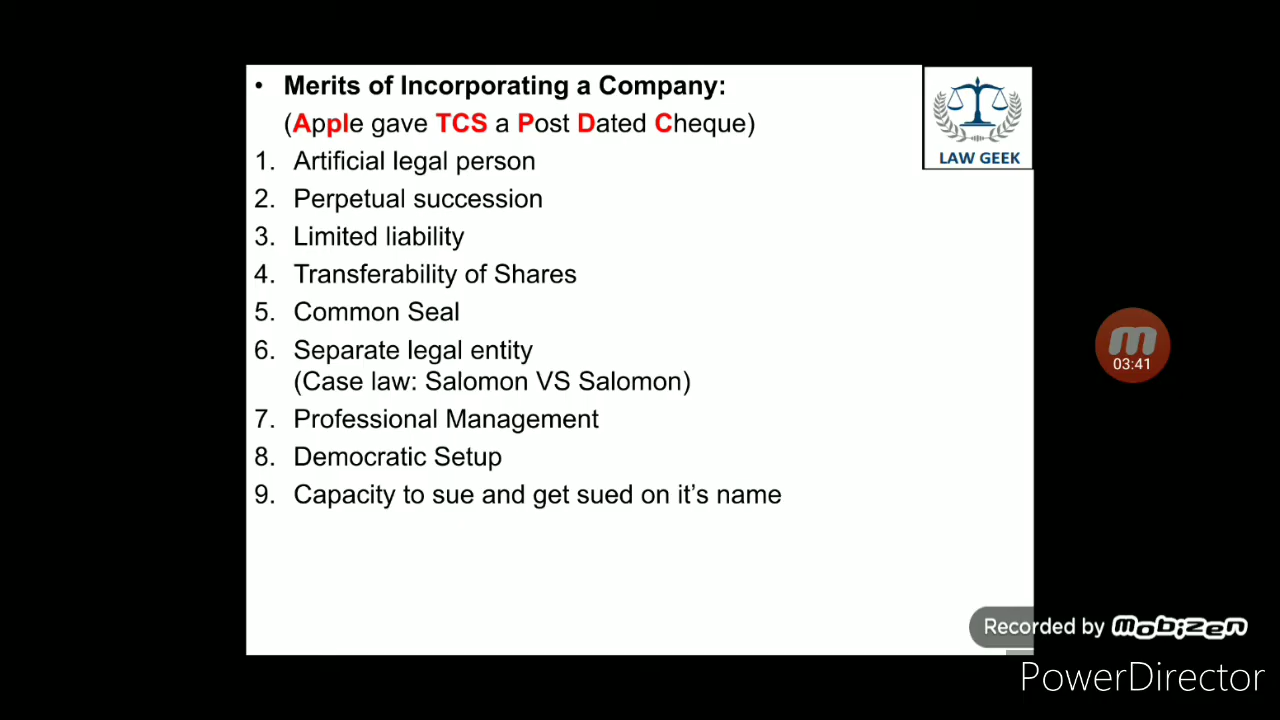 • Merits of Incorporating a Company:
(Apple gave TCS a Post Dated Cheque)
1. Artificial legal person
2. Perpetual succession
3. Limited liability
4. Transferability of Shares
5. Common Seal
6. Separate legal entity
(Case law: Salomon VS Salomon)
7. Professional Management
8. Democratic Setup
9. Capacity to sue and get sued on it’s name
LAW GEEK
03:41
Recorded by mobizen
PowerDirector